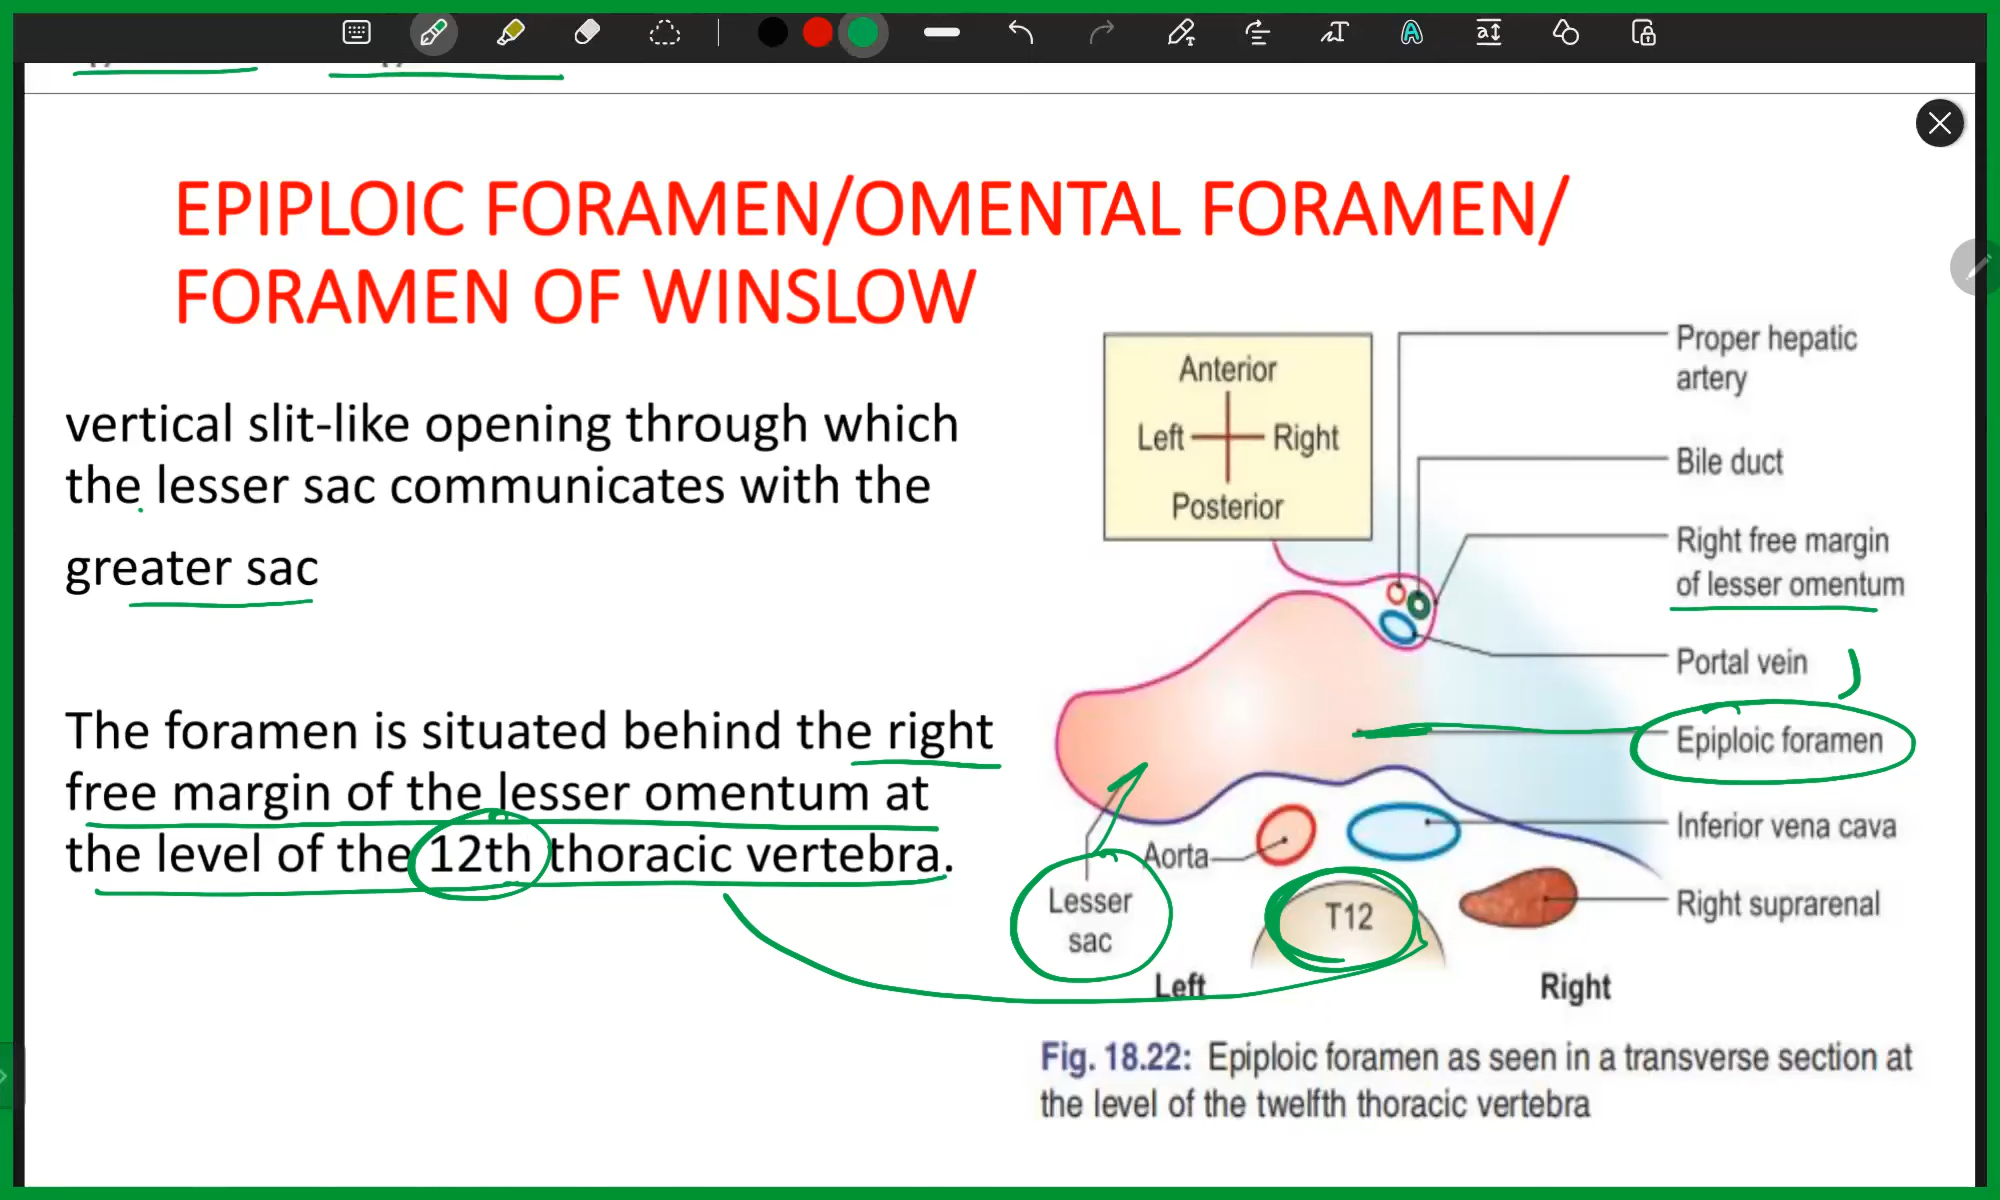 EPIPLOIC FORAMEN/OMENTAL FORAMEN/
FORAMEN OF WINSLOW
vertical slit-like opening through which
the lesser sac communicates with the
greater sac
The foramen is situated behind the right
free margin of the lesser omentum at
the level of the 12th thoracic vertebra.
Anterior
Left
Right
Posterior
Proper hepatic
artery
Bile duct
Right free margin
of lesser omentum
Portal vein
Epiploic foramen
Inferior vena cava
Right suprarenal
Aorta
Lesser
sac
T12
Left
Right
Fig. 18.22: Epiploic foramen as seen in a transverse section at
the level of the twelfth thoracic vertebra